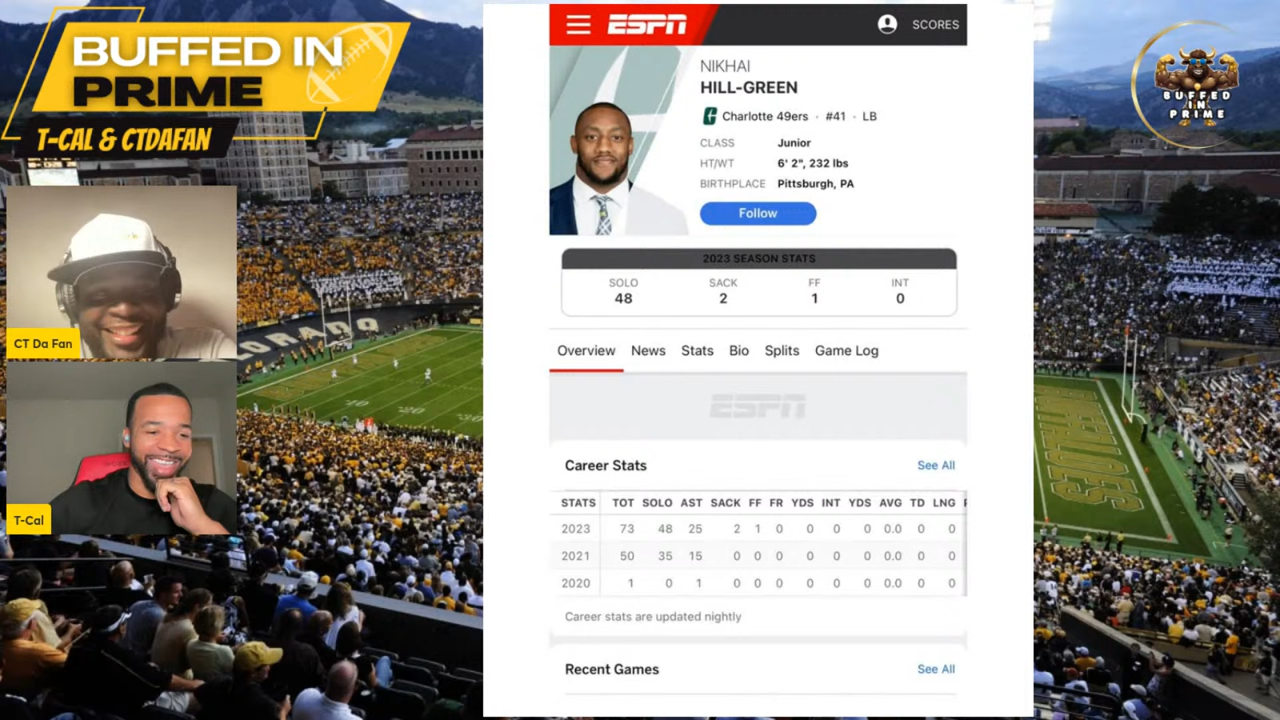 BUFFED IN
PRIME
T-CAL & CTDAFAN
CT Da Fan
T-Cal
ESPN
SCORES
NIKHAI
HILL-GREEN
Charlotte 49ers · #41 · LB
CLASS Junior
HT/WT 6' 2", 232 lbs
BIRTHPLACE Pittsburgh, PA
Follow
2023 SEASON STATS
SOLO SACK FF INT
48 2 1 0
Overview News Stats Bio Splits Game Log
ESPN
Career Stats See All
STATS TOT SOLO AST SACK FF FR YDS INT YDS AVG TD LNG
2023 73 48 25 2 1 0 0 0 0 0.0 0 0
2021 50 35 15 0 0 0 0 0 0 0.0 0 0
2020 1 0 1 0 0 0 0 0 0 0.0 0 0
Career stats are updated nightly
Recent Games See All
BUFFED
IN
PRIME
BUFFALOES